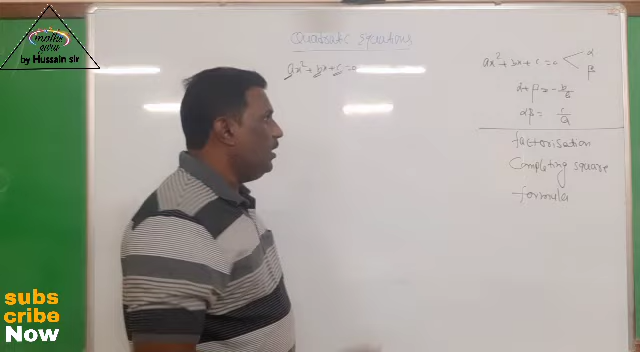 maths
guru
by Hussain sir
Quadratic Equations
ax² + bx + c = 0
ax² + bx + c = 0
α
β
α + β = -b/a
αβ = c/a
factorisation
Completing square
formula
subs
cribe
Now